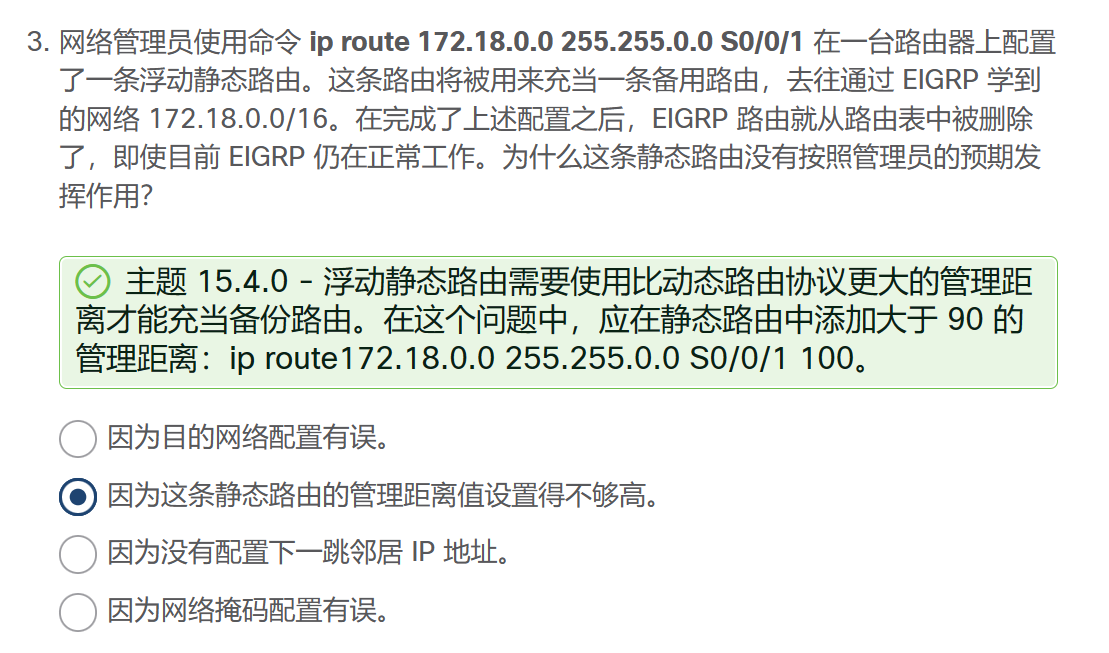 3. 网络管理员使用命令 ip route 172.18.0.0 255.255.0.0 S0/0/1 在一台路由器上配置
了一条浮动静态路由。这条路由将被用来充当一条备用路由，去往通过 EIGRP 学到
的网络 172.18.0.0/16。在完成了上述配置之后，EIGRP 路由就从路由表中被删除
了，即使目前 EIGRP 仍在正常工作。为什么这条静态路由没有按照管理员的预期发
挥作用？
主题 15.4.0 - 浮动静态路由需要使用比动态路由协议更大的管理距
离才能充当备份路由。在这个问题中，应在静态路由中添加大于 90 的
管理距离：ip route172.18.0.0 255.255.0.0 S0/0/1 100。
因为目的网络配置有误。
因为这条静态路由的管理距离值设置得不够高。
因为没有配置下一跳邻居 IP 地址。
因为网络掩码配置有误。